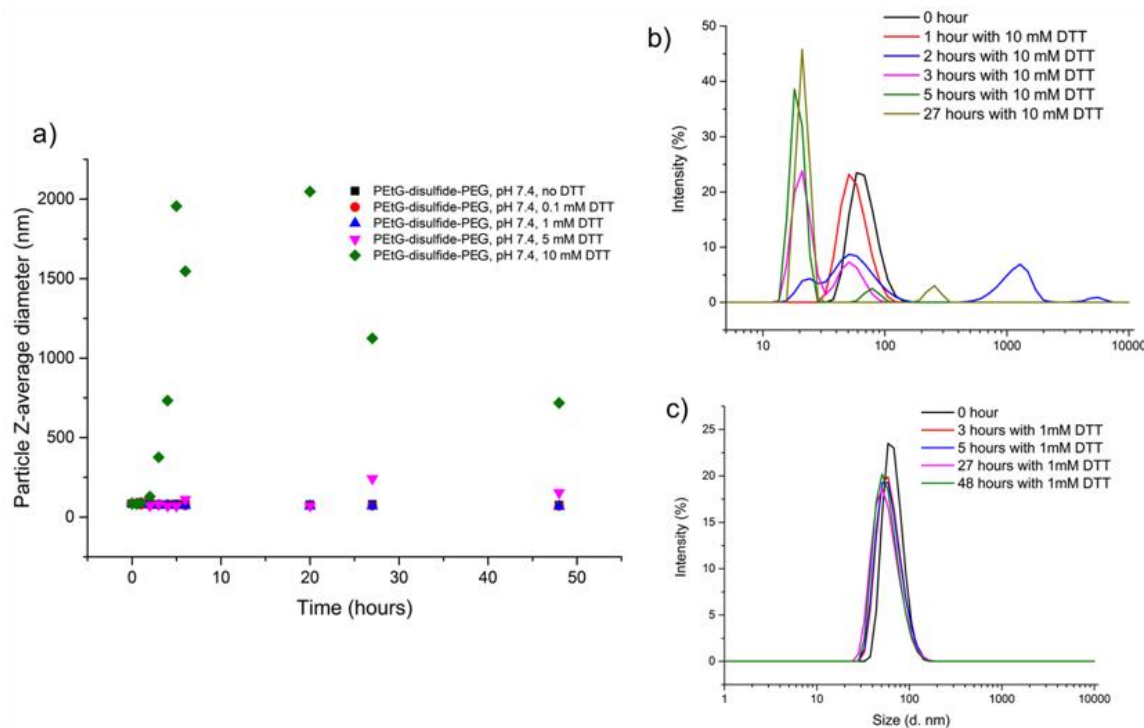 a)
Particle Z-average diameter (nm)
2000
1500
1000
500
0
PEtG-disulfide-PEG, pH 7.4, no DTT
PEtG-disulfide-PEG, pH 7.4, 0.1 mM DTT
PEtG-disulfide-PEG, pH 7.4, 1 mM DTT
PEtG-disulfide-PEG, pH 7.4, 5 mM DTT
PEtG-disulfide-PEG, pH 7.4, 10 mM DTT
0 10 20 30 40 50
Time (hours)
b)
Intensity (%)
50
40
30
20
10
0
0 hour
1 hour with 10 mM DTT
2 hours with 10 mM DTT
3 hours with 10 mM DTT
5 hours with 10 mM DTT
27 hours with 10 mM DTT
10 100 1000 10000
c)
Intensity (%)
25
20
15
10
5
0
0 hour
3 hours with 1mM DTT
5 hours with 1mM DTT
27 hours with 1mM DTT
48 hours with 1mM DTT
1 10 100 1000 10000
Size (d. nm)